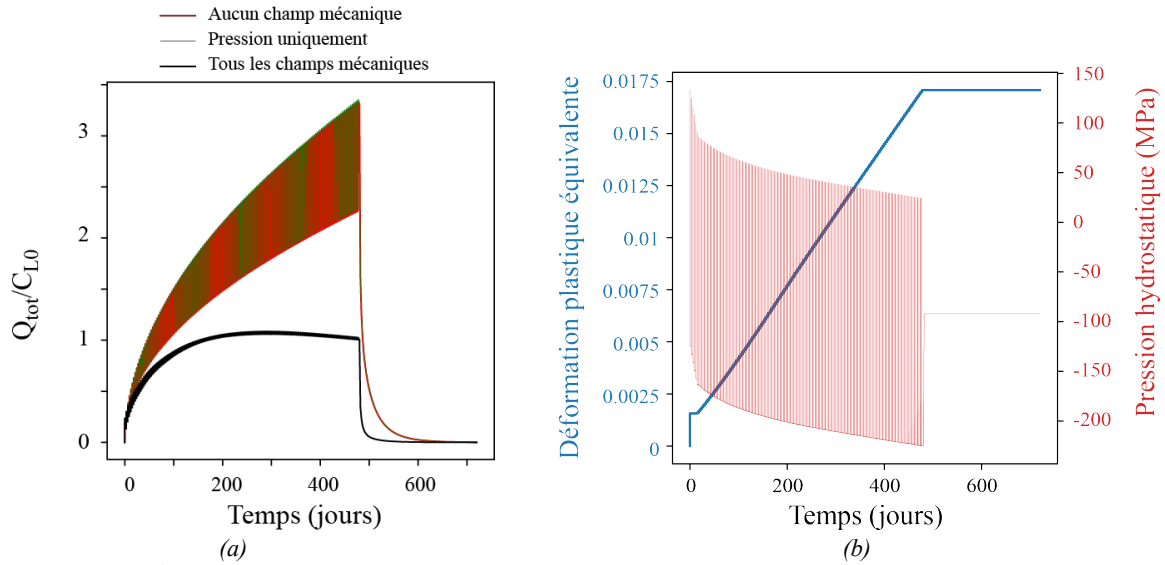 Aucun champ mécanique
Pression uniquement
Tous les champs mécaniques
Q_tot/C_L0
3
2
1
0
0 200 400 600
Temps (jours)
(a)
Déformation plastique équivalente
0.0175
0.015
0.0125
0.01
0.0075
0.005
0.0025
0
150
100
50
0
-50
-100
-150
-200
Pression hydrostatique (MPa)
0 200 400 600
Temps (jours)
(b)